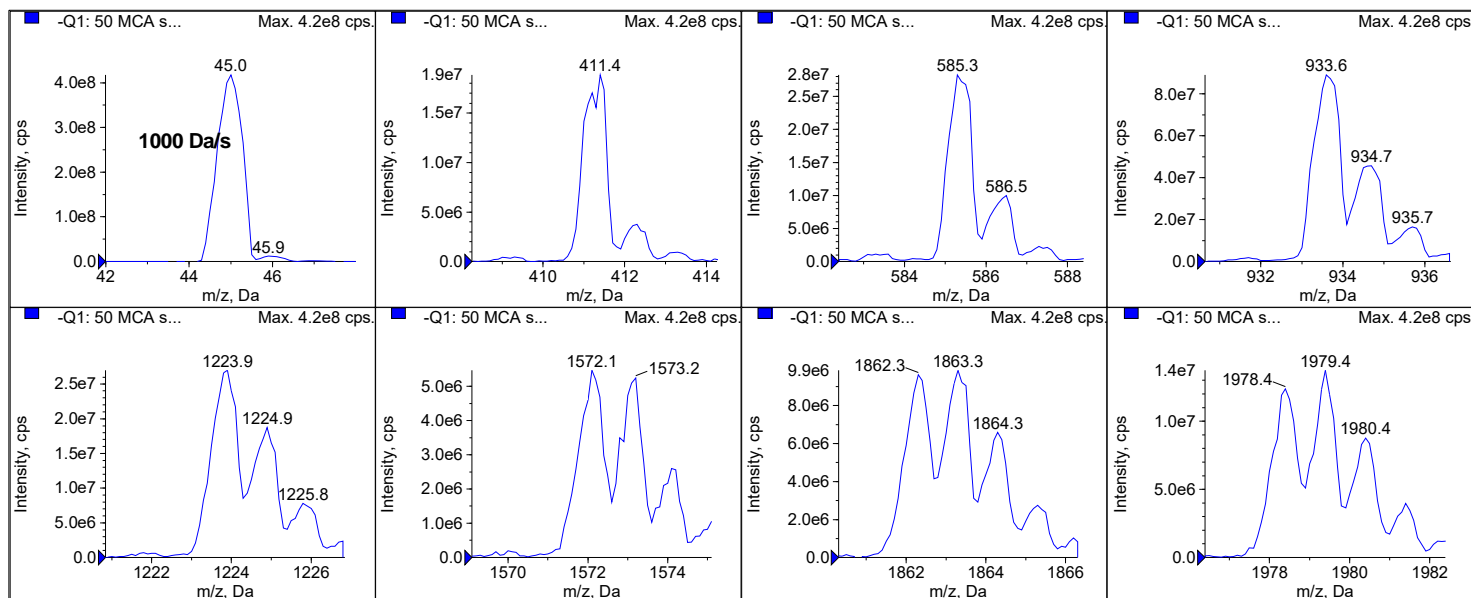 -Q1: 50 MCA s... Max. 4.2e8 cps.
45.0
4.0e8
3.0e8
1000 Da/s
2.0e8
1.0e8
45.9
0.0
42 44 46
m/z, Da
Intensity, cps
-Q1: 50 MCA s... Max. 4.2e8 cps.
411.4
1.9e7
1.5e7
1.0e7
5.0e6
0.0
410 412 414
m/z, Da
Intensity, cps
-Q1: 50 MCA s... Max. 4.2e8 cps.
585.3
2.8e7
2.5e7
2.0e7
1.5e7
1.0e7
586.5
5.0e6
0.0
584 586 588
m/z, Da
Intensity, cps
-Q1: 50 MCA s... Max. 4.2e8 cps.
933.6
8.0e7
6.0e7
934.7
4.0e7
2.0e7
935.7
0.0
932 934 936
m/z, Da
Intensity, cps
-Q1: 50 MCA s... Max. 4.2e8 cps.
1223.9
2.5e7
2.0e7
1224.9
1.5e7
1.0e7
1225.8
5.0e6
0.0
1222 1224 1226
m/z, Da
Intensity, cps
-Q1: 50 MCA s... Max. 4.2e8 cps.
1572.1 1573.2
5.0e6
4.0e6
3.0e6
2.0e6
1.0e6
0.0
1570 1572 1574
m/z, Da
Intensity, cps
-Q1: 50 MCA s... Max. 4.2e8 cps.
1862.3 1863.3
9.9e6
8.0e6
1864.3
6.0e6
4.0e6
2.0e6
0.0
1862 1864 1866
m/z, Da
Intensity, cps
-Q1: 50 MCA s... Max. 4.2e8 cps.
1979.4
1.4e7
1978.4
1.0e7
1980.4
5.0e6
0.0
1978 1980 1982
m/z, Da
Intensity, cps